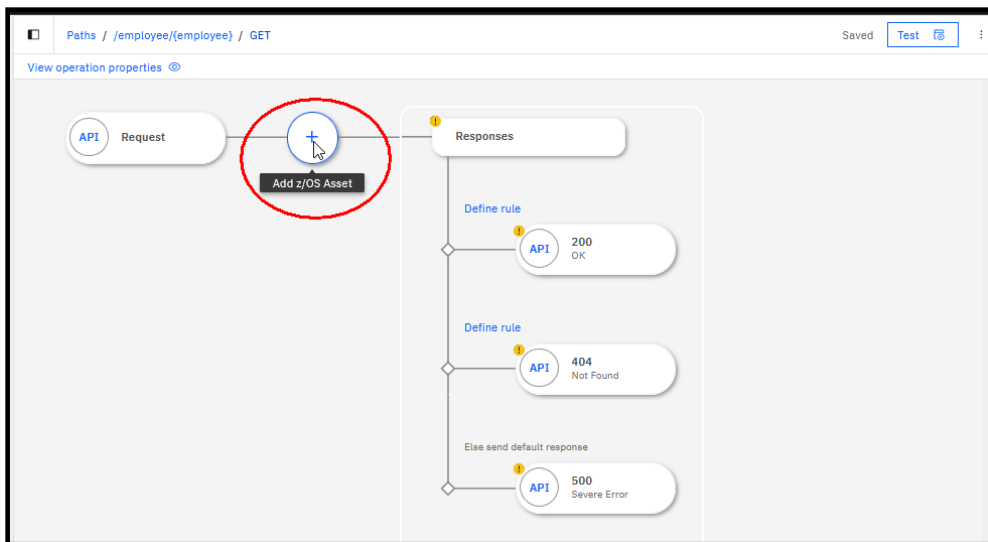 Paths / /employee/{employee} / GET
Saved
Test
View operation properties
API Request
Add z/OS Asset
! Responses
Define rule
! API 200
OK
Define rule
! API 404
Not Found
Else send default response
! API 500
Severe Error